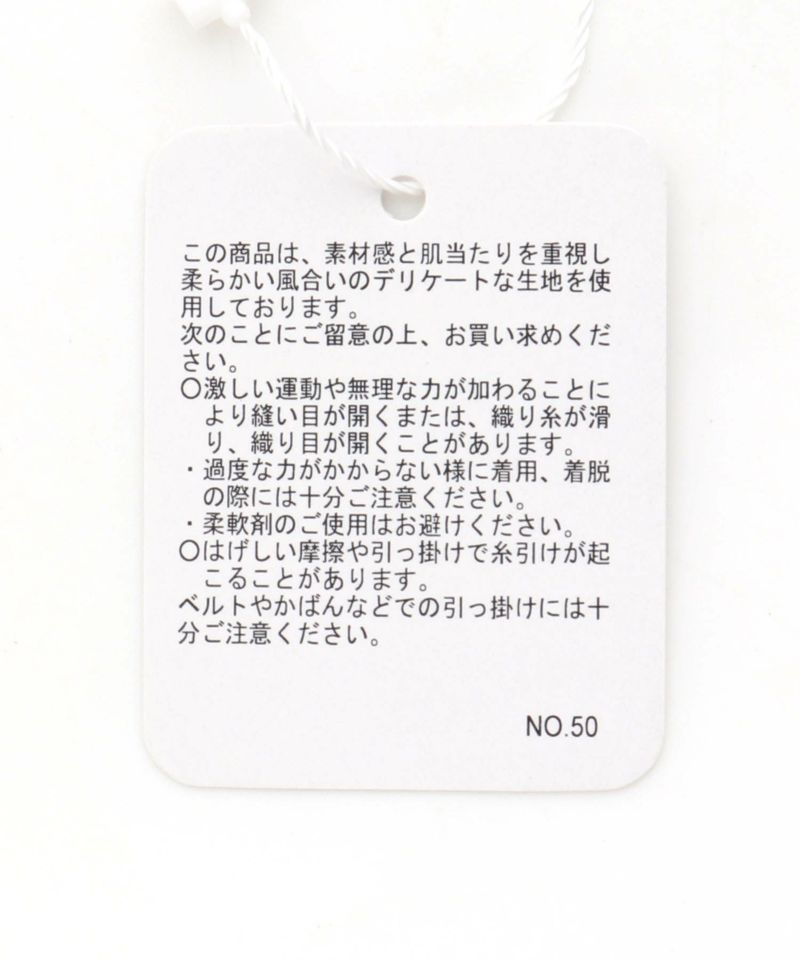 この商品は、素材感と肌当たりを重視し
柔らかい風合いのデリケートな生地を使
用しております。
次のことにご留意の上、お買い求めくだ
さい。
○激しい運動や無理な力が加わることに
より縫い目が開くまたは、織り糸が滑
り、織り目が開くことがあります。
・過度な力がかからない様に着用、着脱
の際には十分ご注意ください。
・柔軟剤のご使用はお避けください。
○はげしい摩擦や引っ掛けで糸引けが起
こることがあります。
ベルトやかばんなどでの引っ掛けには十
分ご注意ください。
NO.50